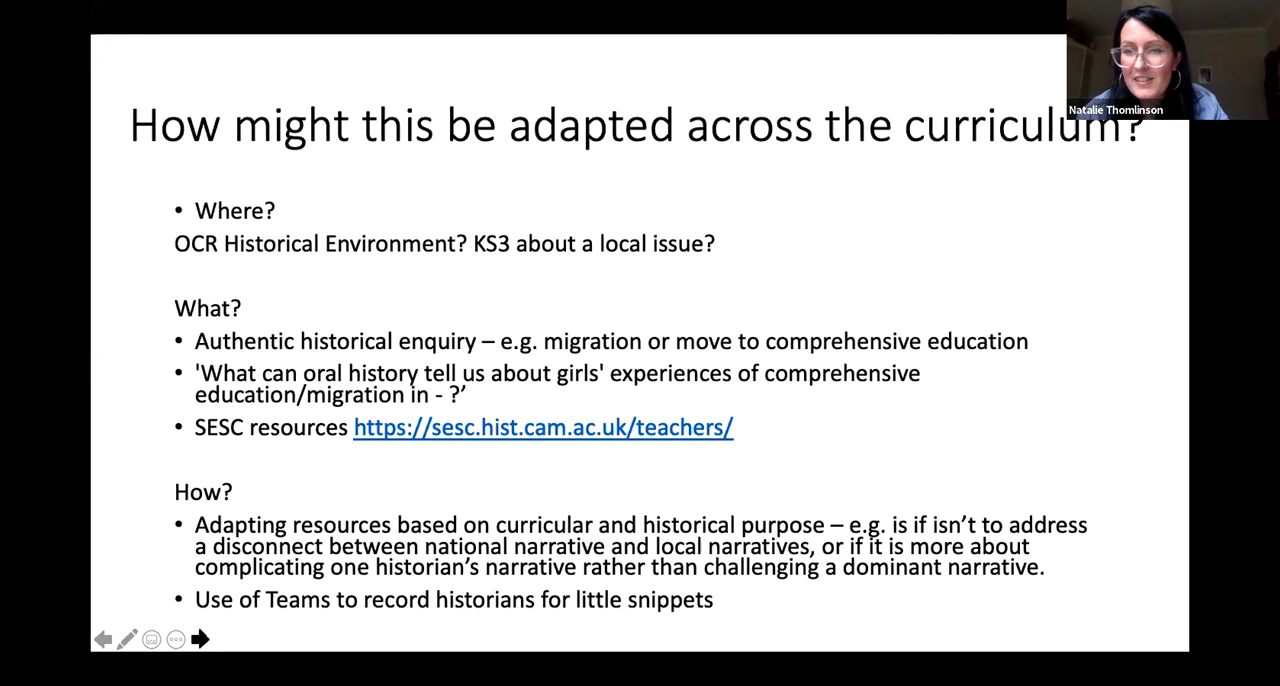 Natalie Thomlinson
How might this be adapted across the curriculum?
• Where?
OCR Historical Environment? KS3 about a local issue?
What?
• Authentic historical enquiry – e.g. migration or move to comprehensive education
• 'What can oral history tell us about girls' experiences of comprehensive
education/migration in - ?’
• SESC resources https://sesc.hist.cam.ac.uk/teachers/
How?
• Adapting resources based on curricular and historical purpose – e.g. is if isn’t to address
a disconnect between national narrative and local narratives, or if it is more about
complicating one historian’s narrative rather than challenging a dominant narrative.
• Use of Teams to record historians for little snippets